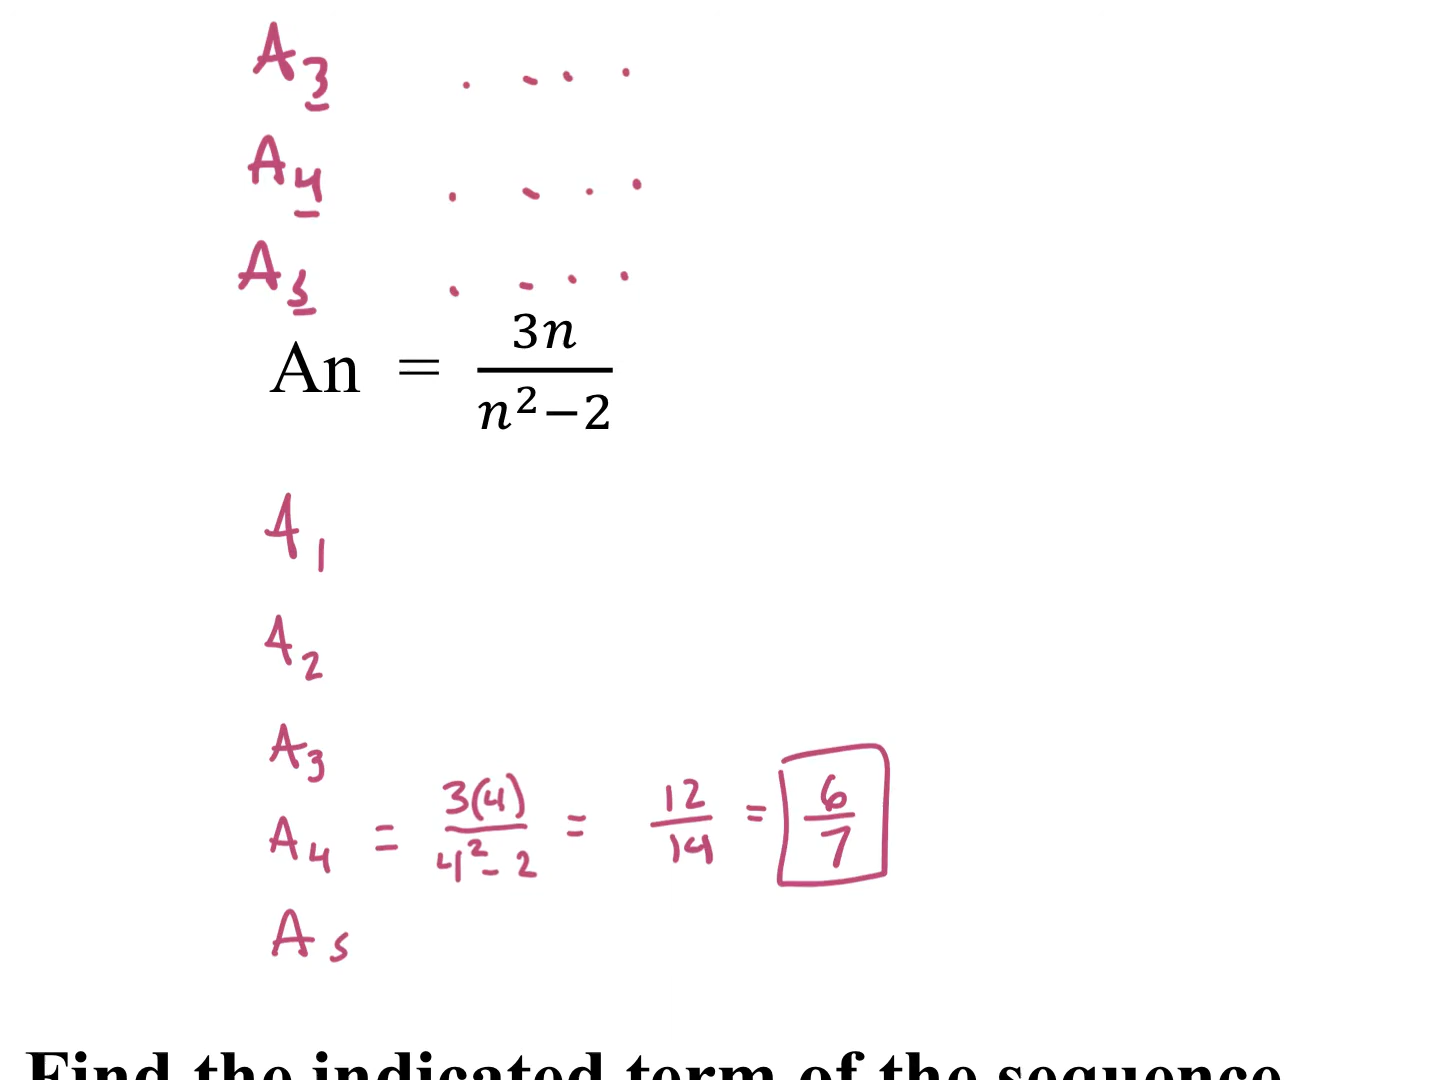 A3 . - . .
A4 . - . .
A5 . - . .
An = 3n / n² - 2
A1
A2
A3
A4 = 3(4) / 4² - 2 = 12 / 14 = 6 / 7
A5
Find the indicated term of the sequence